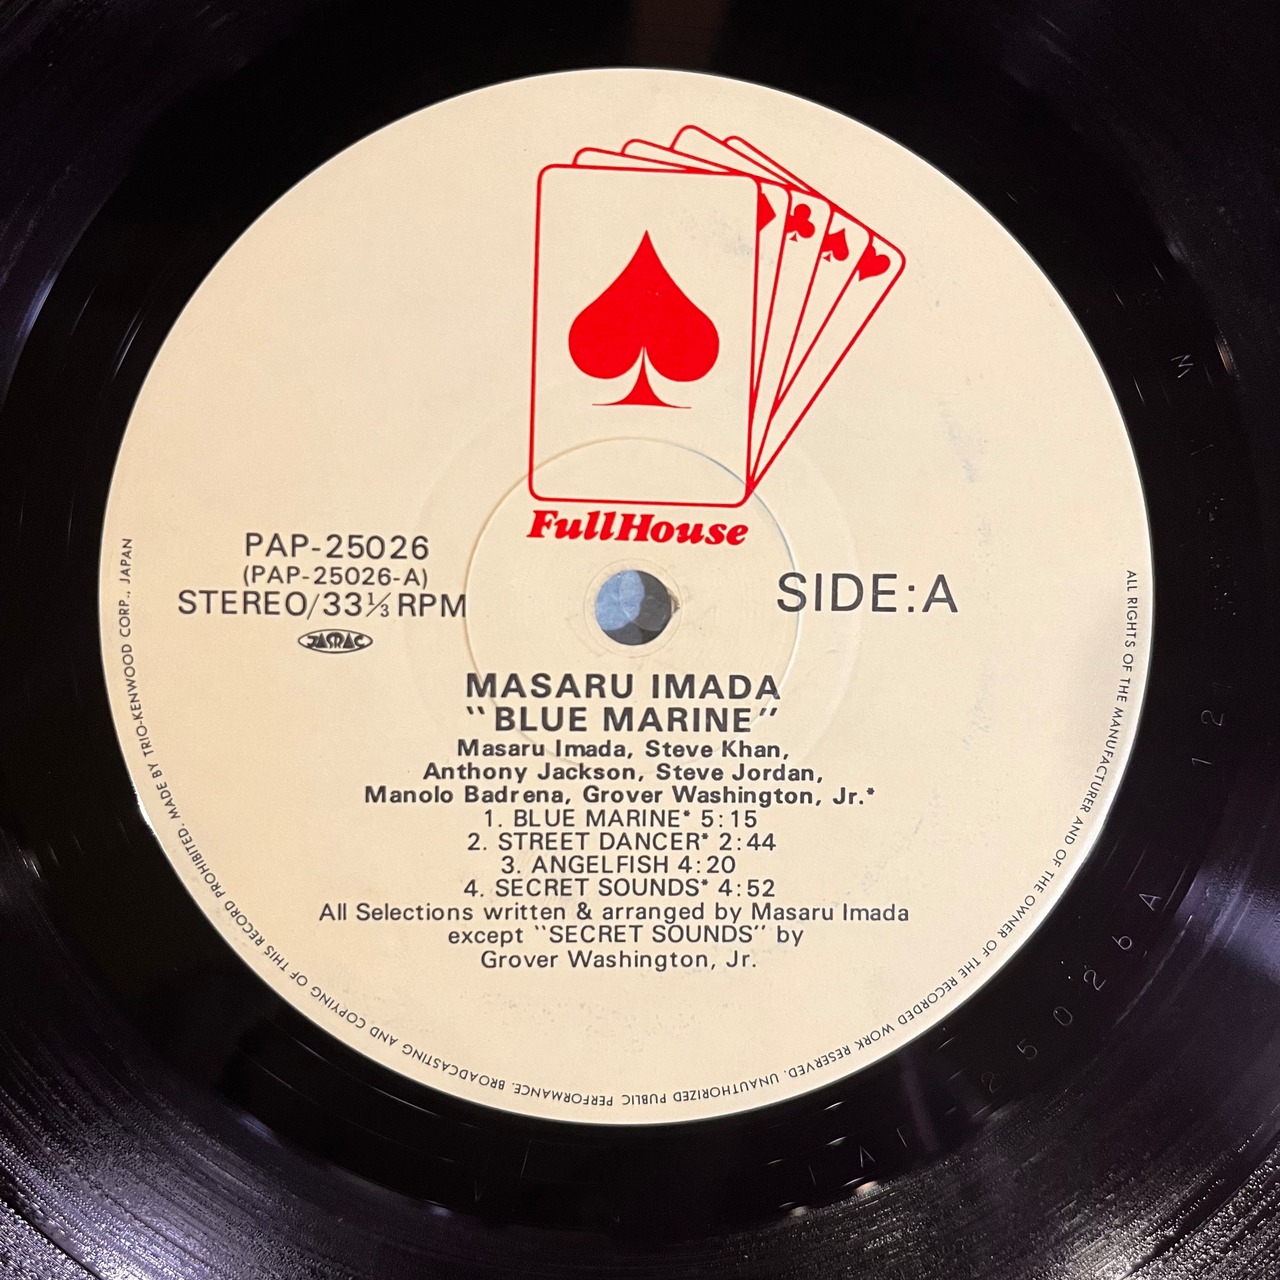 FullHouse
PAP-25026
(PAP-25026-A)
STEREO/33⅓ RPM
JASRAC
SIDE:A
MASARU IMADA
"BLUE MARINE"
Masaru Imada, Steve Khan,
Anthony Jackson, Steve Jordan,
Manolo Badrena, Grover Washington, Jr.*
1. BLUE MARINE* 5:15
2. STREET DANCER* 2:44
3. ANGELFISH 4:20
4. SECRET SOUNDS* 4:52
All Selections written & arranged by Masaru Imada
except "SECRET SOUNDS" by
Grover Washington, Jr.
ALL RIGHTS OF THE MANUFACTURER AND OF THE OWNER OF THE RECORDED WORK RESERVED. UNAUTHORIZED PUBLIC PERFORMANCE. BROADCASTING AND COPYING OF THIS RECORD PROHIBITED. MADE BY TRIO-KENWOOD CORP., JAPAN
25026A 121